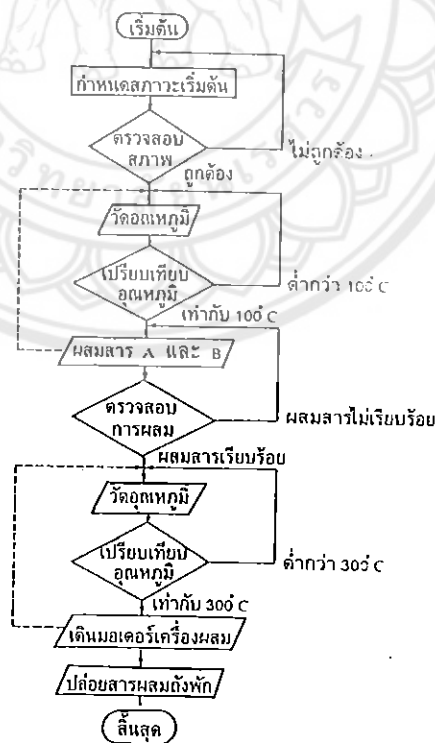 เริ่มต้น
กำหนดสภาวะเริ่มต้น
ตรวจสอบ
สภาพ
ไม่ถูกต้อง
ถูกต้อง
วัดอุณหภูมิ
เปรียบเทียบ
อุณหภูมิ
ต่ำกว่า 100 C
เท่ากับ 100 C
ผสมสาร A และ B
ตรวจสอบ
การผสม
ผสมสารไม่เรียบร้อย
ผสมสารเรียบร้อย
วัดอุณหภูมิ
เปรียบเทียบ
อุณหภูมิ
ต่ำกว่า 300 C
เท่ากับ 300 C
เดินมอเตอร์เครื่องผสม
ปล่อยสารผสมถังพัก
สิ้นสุด